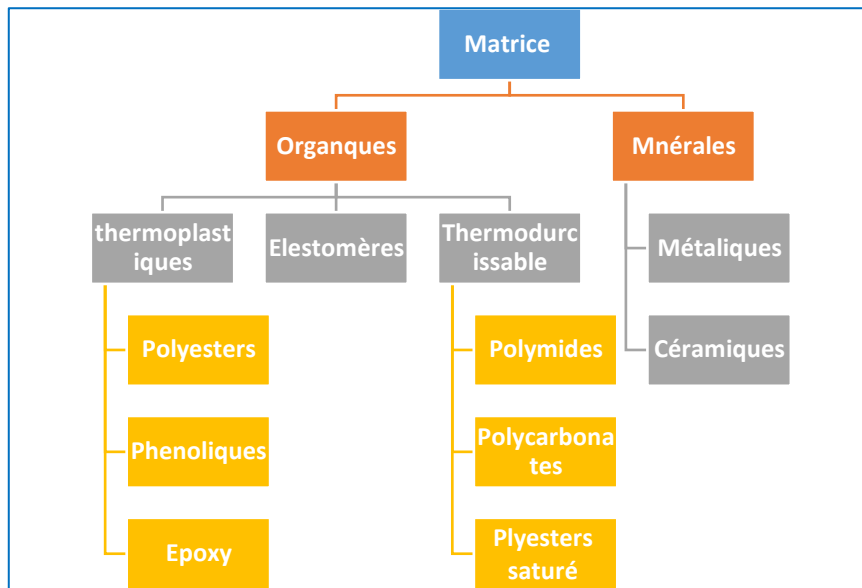 Matrice
Organques
Mnérales
thermoplast
iques
Elestomères
Thermodurc
issable
Métaliques
Polyesters
Polymides
Céramiques
Phenoliques
Polycarbona
tes
Epoxy
Plyesters
saturé